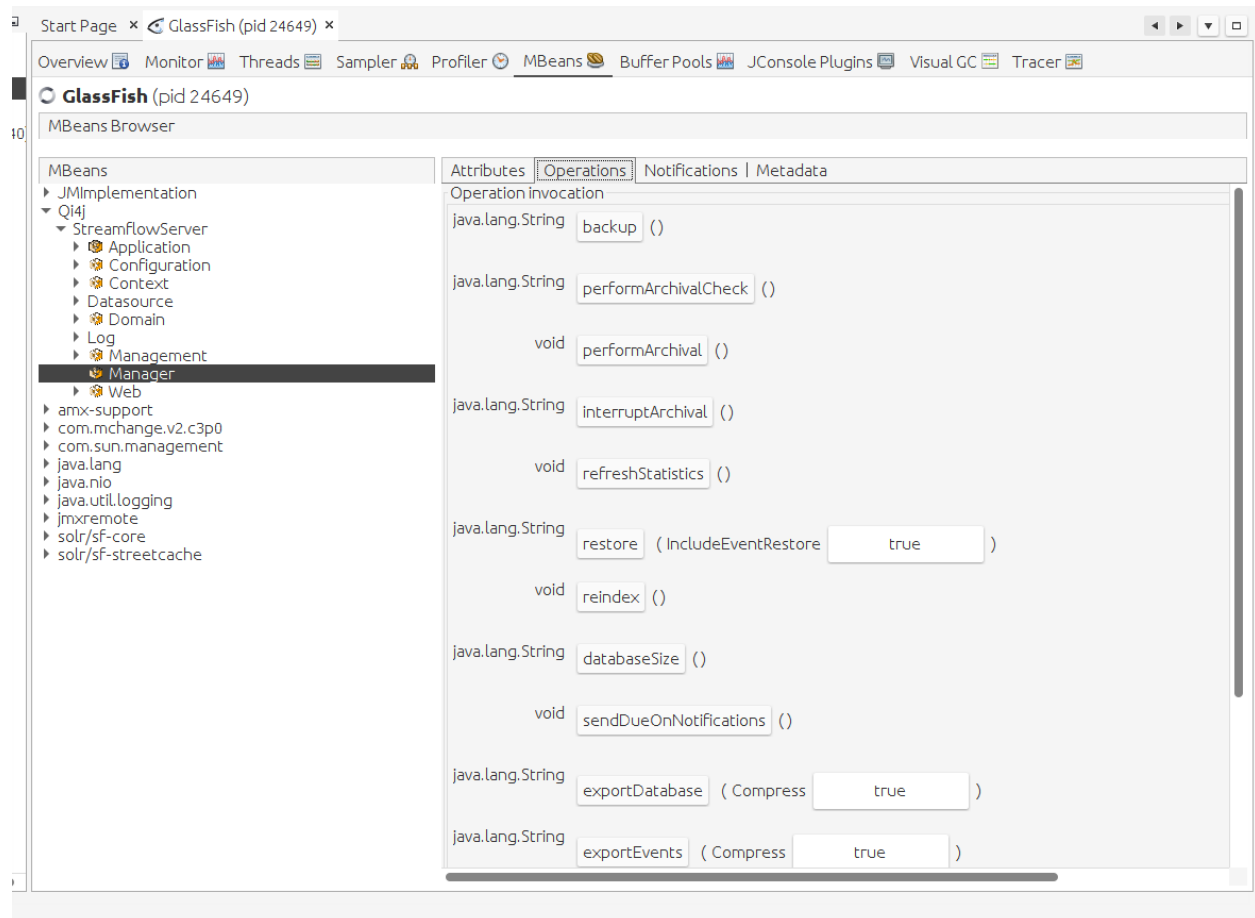 Start Page × GlassFish (pid 24649) ×
Overview Monitor Threads Sampler Profiler MBeans Buffer Pools JConsole Plugins Visual GC Tracer
GlassFish (pid 24649)
40)
MBeans Browser
MBeans
JMImplementation
Qi4j
StreamflowServer
Application
Configuration
Context
Datasource
Domain
Log
Management
Manager
Web
amx-support
com.mchange.v2.c3p0
com.sun.management
java.lang
java.nio
java.util.logging
jmxremote
solr/sf-core
solr/sf-streetcache
Attributes Operations Notifications | Metadata
Operation invocation
java.lang.String backup ()
java.lang.String performArchivalCheck ()
void performArchival ()
java.lang.String interruptArchival ()
void refreshStatistics ()
java.lang.String restore ( IncludeEventRestore true )
void reindex ()
java.lang.String databaseSize ()
void sendDueOnNotifications ()
java.lang.String exportDatabase ( Compress true )
java.lang.String exportEvents ( Compress true )